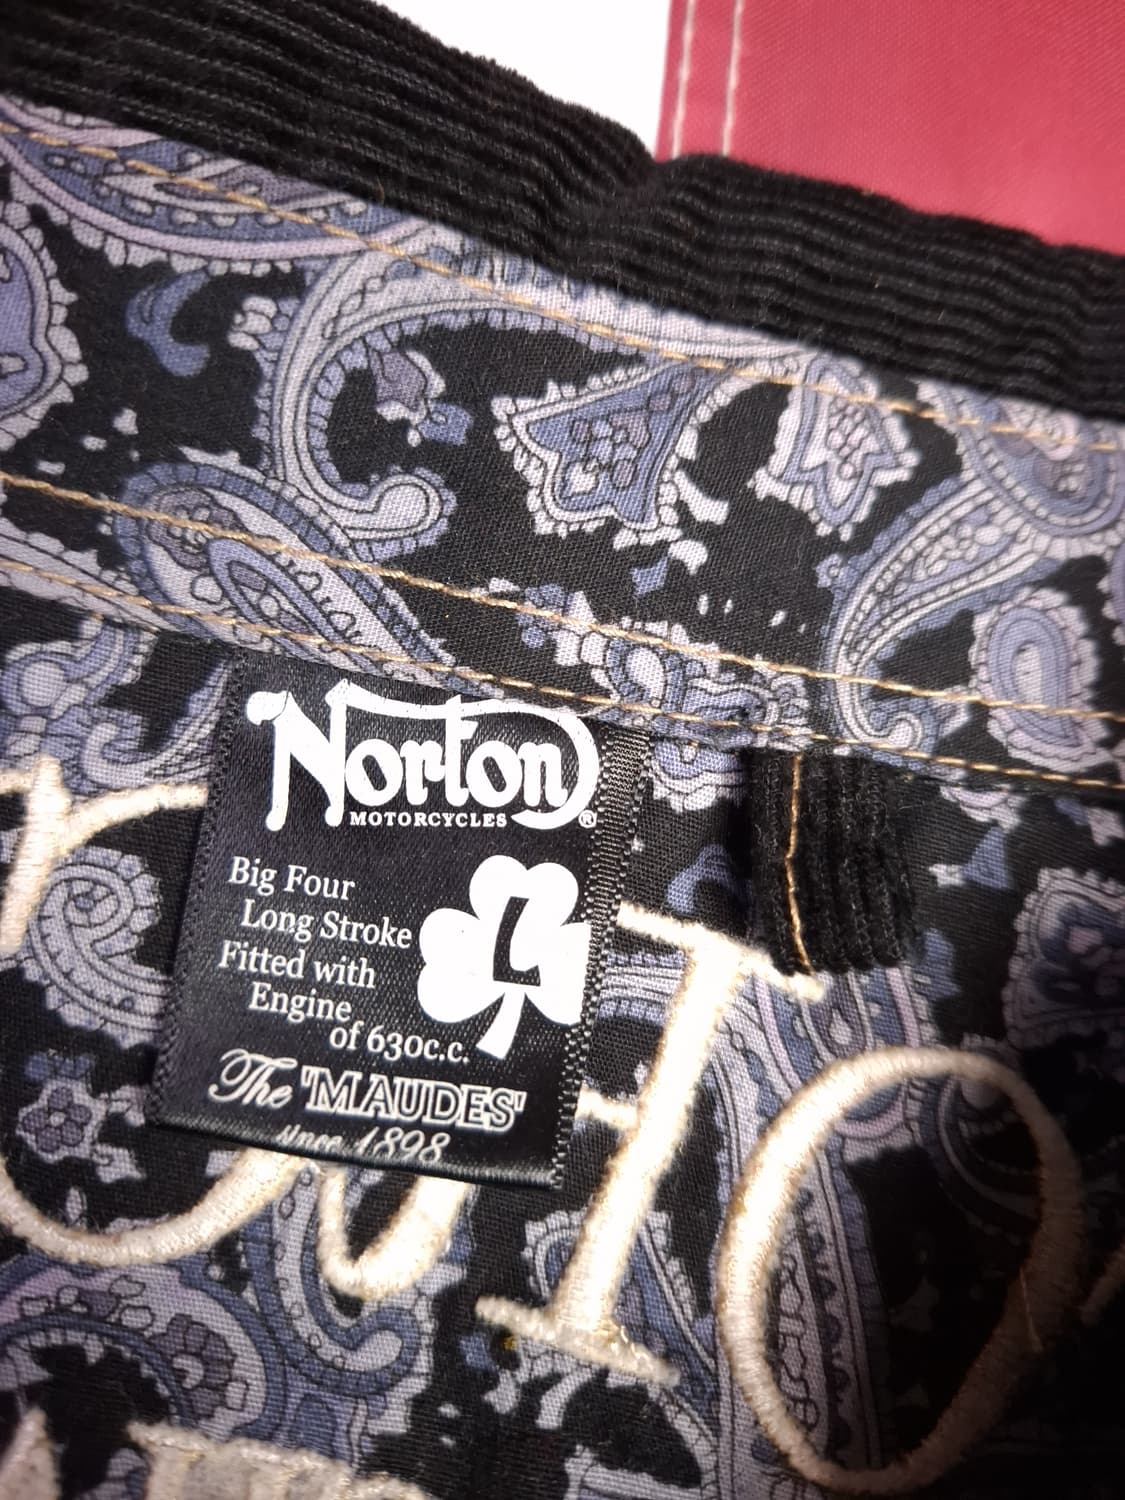 Norton
MOTORCYCLES®
Big Four
Long Stroke
Fitted with
Engine
of 630c.c.
L
The 'MAUDES'
since 1898